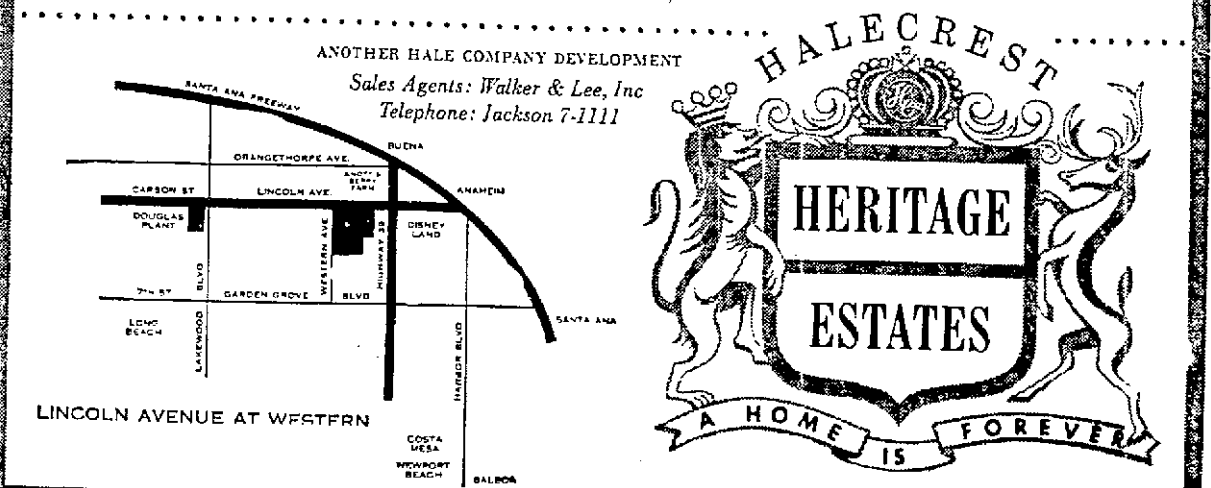 ANOTHER HALE COMPANY DEVELOPMENT
Sales Agents: Walker & Lee, Inc
Telephone: Jackson 7-1111
SANTA ANA FREEWAY
BUENA
ORANGETHORPE AVE.
KNOTT'S
BERRY
FARM
CARSON ST
LINCOLN AVE.
ANAHEIM
DOUGLAS
PLANT
WESTERN AVE
HIGHWAY 39
DISNEY
LAND
LAKEWOOD BLVD
7TH ST
GARDEN GROVE BLVD
SANTA ANA
LONG
BEACH
HARBOR BLVD
COSTA
MESA
NEWPORT
BEACH
BALBOA
LINCOLN AVENUE AT WESTERN
HALECREST
HERITAGE
ESTATES
A HOME IS FOREVER